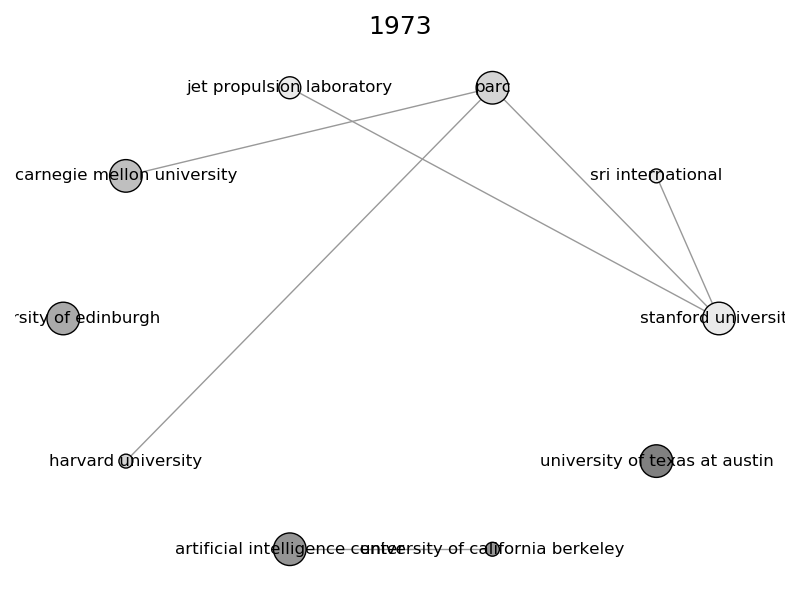 1973
jet propulsion laboratory
parc
carnegie mellon university
sri international
rsity of edinburgh
stanford universit
harvard university
university of texas at austin
artificial intelligence center
university of california berkeley